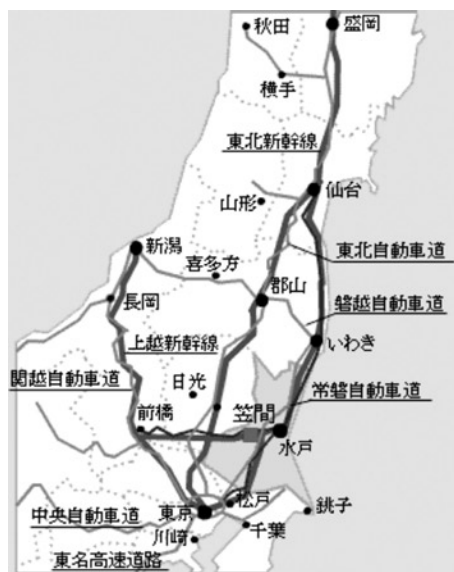 秋田
盛岡
横手
東北新幹線
仙台
山形
新潟
東北自動車道
喜多方
郡山
長岡
磐越自動車道
上越新幹線
いわき
関越自動車道
日光
常磐自動車道
前橋
笠間
水戸
中央自動車道
東京
松戸
銚子
川崎
千葉
東名高速道路